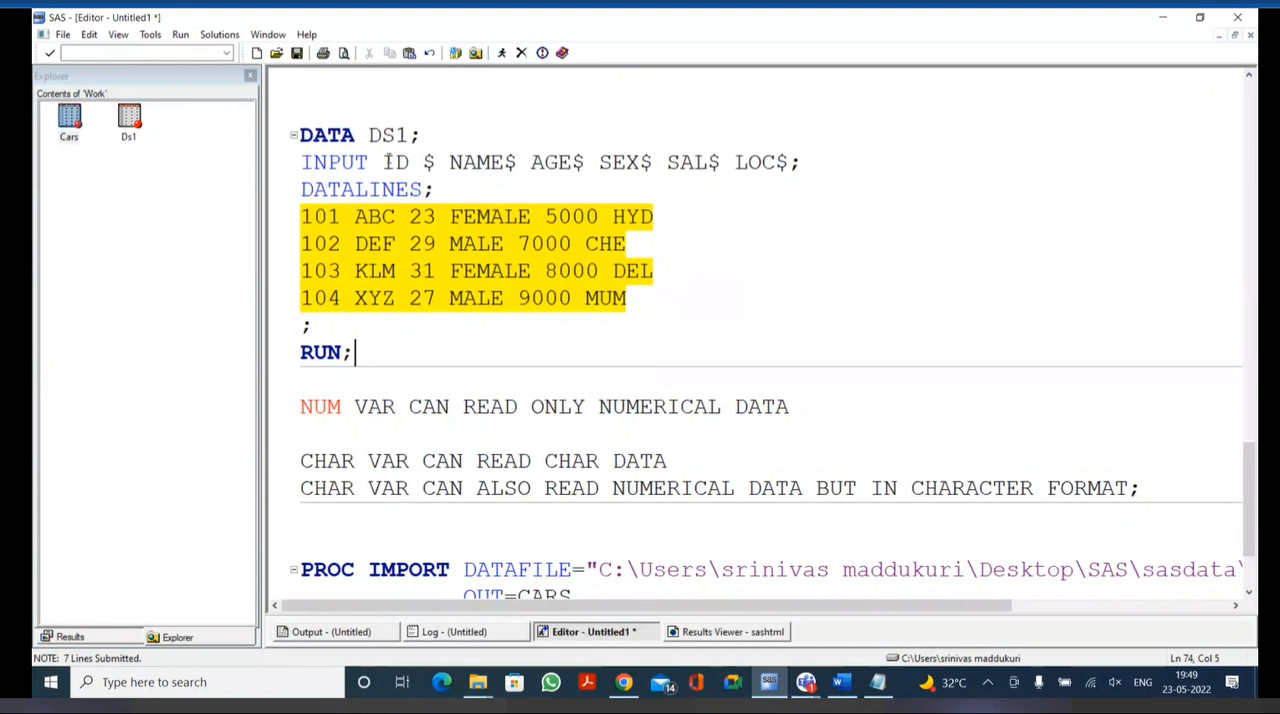 SAS - [Editor - Untitled1 *]
File Edit View Tools Run Solutions Window Help
Explorer
Contents of 'Work'
Cars Ds1
DATA DS1;
INPUT ID $ NAME$ AGE$ SEX$ SAL$ LOC$;
DATALINES;
101 ABC 23 FEMALE 5000 HYD
102 DEF 29 MALE 7000 CHE
103 KLM 31 FEMALE 8000 DEL
104 XYZ 27 MALE 9000 MUM
;
RUN;
NUM VAR CAN READ ONLY NUMERICAL DATA
CHAR VAR CAN READ CHAR DATA
CHAR VAR CAN ALSO READ NUMERICAL DATA BUT IN CHARACTER FORMAT;
PROC IMPORT DATAFILE="C:\Users\srinivas maddukuri\Desktop\SAS\sasdata\
OUT=CARS
Results Explorer
Output - (Untitled) Log - (Untitled) Editor - Untitled1 * Results Viewer - sashtml
NOTE: 7 Lines Submitted. C:\Users\srinivas maddukuri Ln 74, Col 5
Type here to search 14 32°C ENG 19:49
23-05-2022